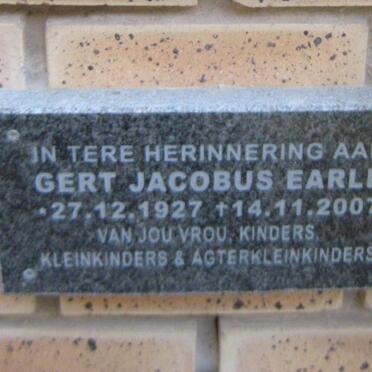 IN TERE HERINNERING AAN
GERT JACOBUS EARLE
*27.12.1927 †14.11.2007
VAN JOU VROU, KINDERS,
KLEINKINDERS & AGTERKLEINKINDERS